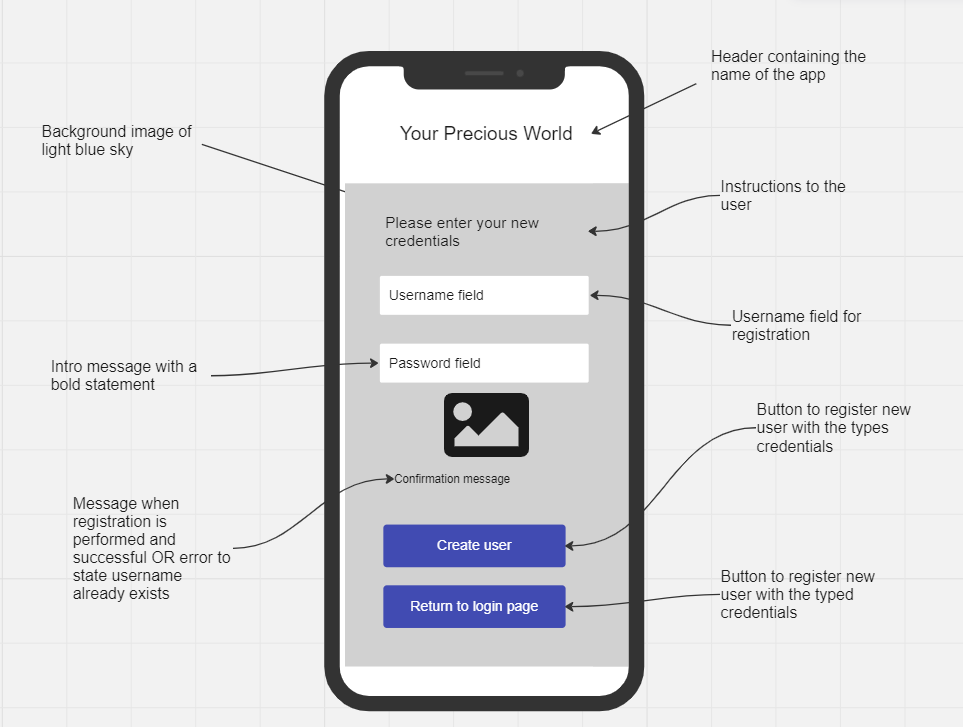 Header containing the
name of the app
Background image of
light blue sky
Your Precious World
Instructions to the
user
Please enter your new
credentials
Username field
Username field for
registration
Intro message with a
bold statement
Password field
Button to register new
user with the types
credentials
Confirmation message
Message when
registration is
performed and
successful OR error to
state username
already exists
Create user
Return to login page
Button to register new
user with the typed
credentials